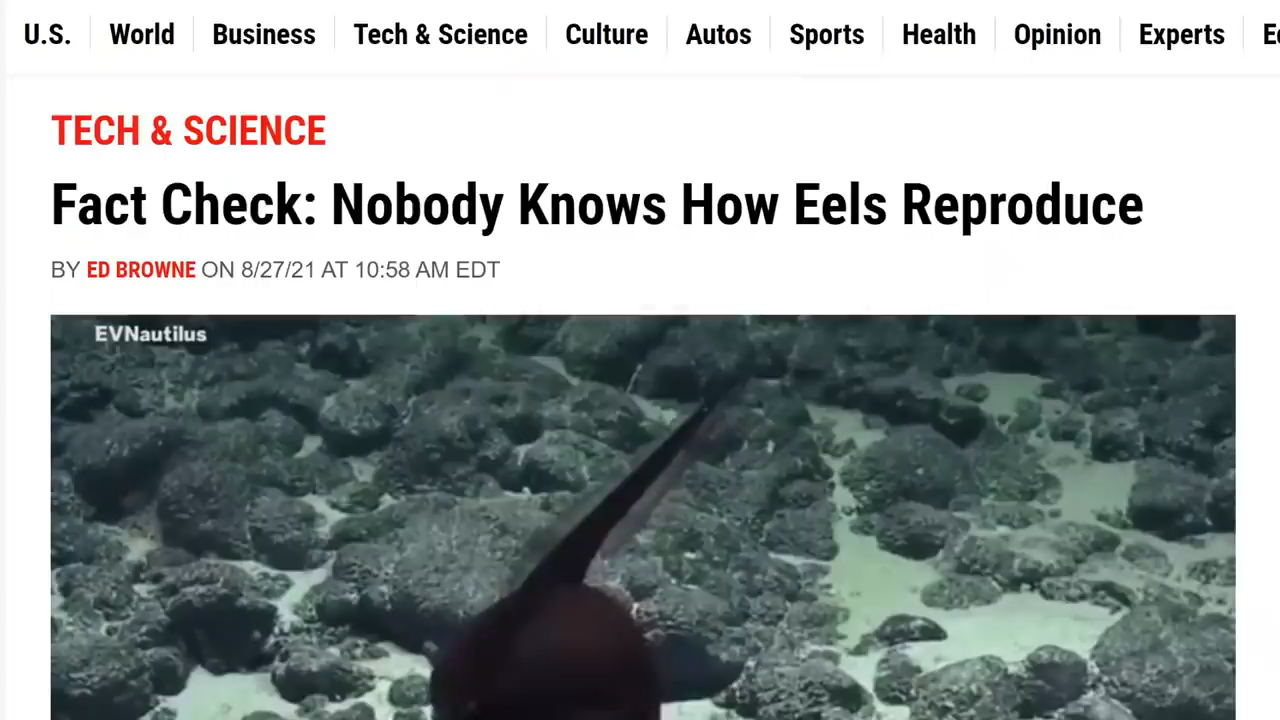 U.S. World Business Tech & Science Culture Autos Sports Health Opinion Experts
TECH & SCIENCE
Fact Check: Nobody Knows How Eels Reproduce
BY ED BROWNE ON 8/27/21 AT 10:58 AM EDT
EVNautilus